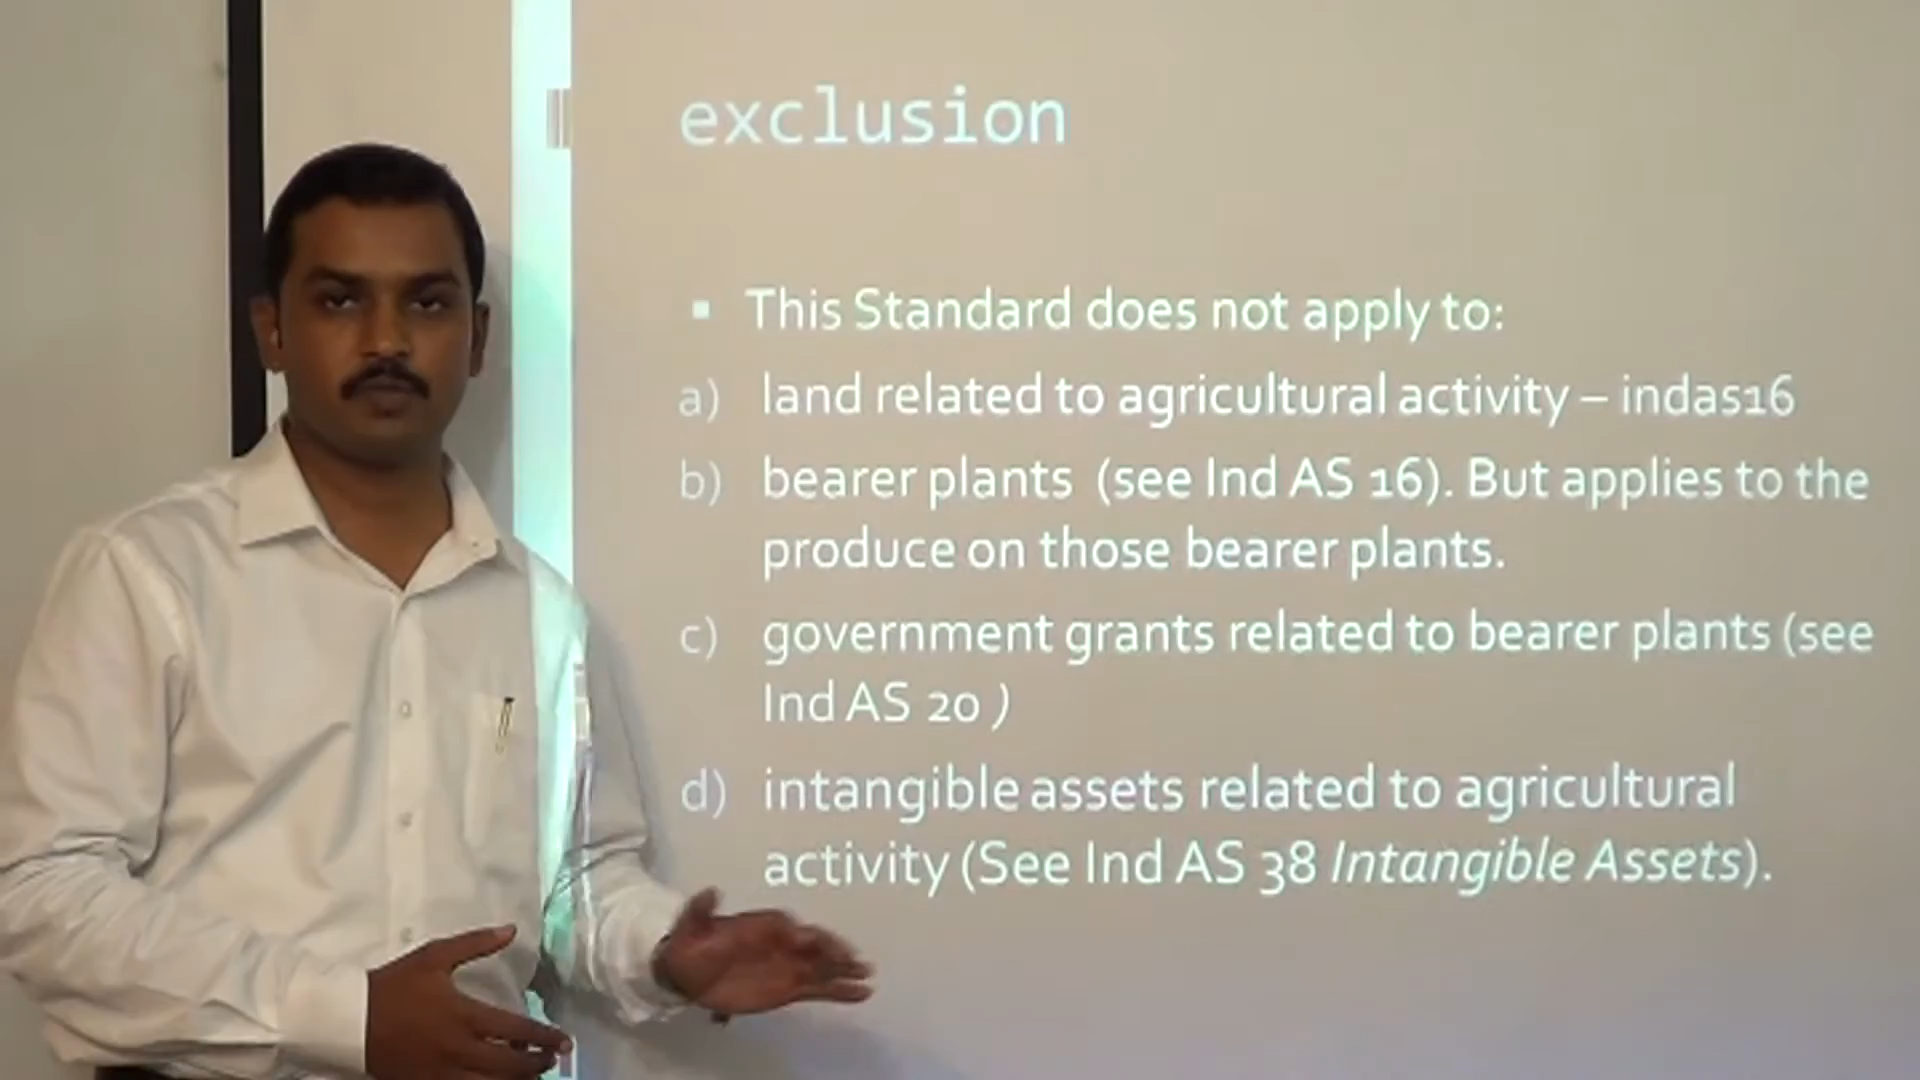 exclusion
▪ This Standard does not apply to:
a) land related to agricultural activity – indas16
b) bearer plants (see Ind AS 16). But applies to the
produce on those bearer plants.
c) government grants related to bearer plants (see
Ind AS 20 )
d) intangible assets related to agricultural
activity (See Ind AS 38 Intangible Assets).